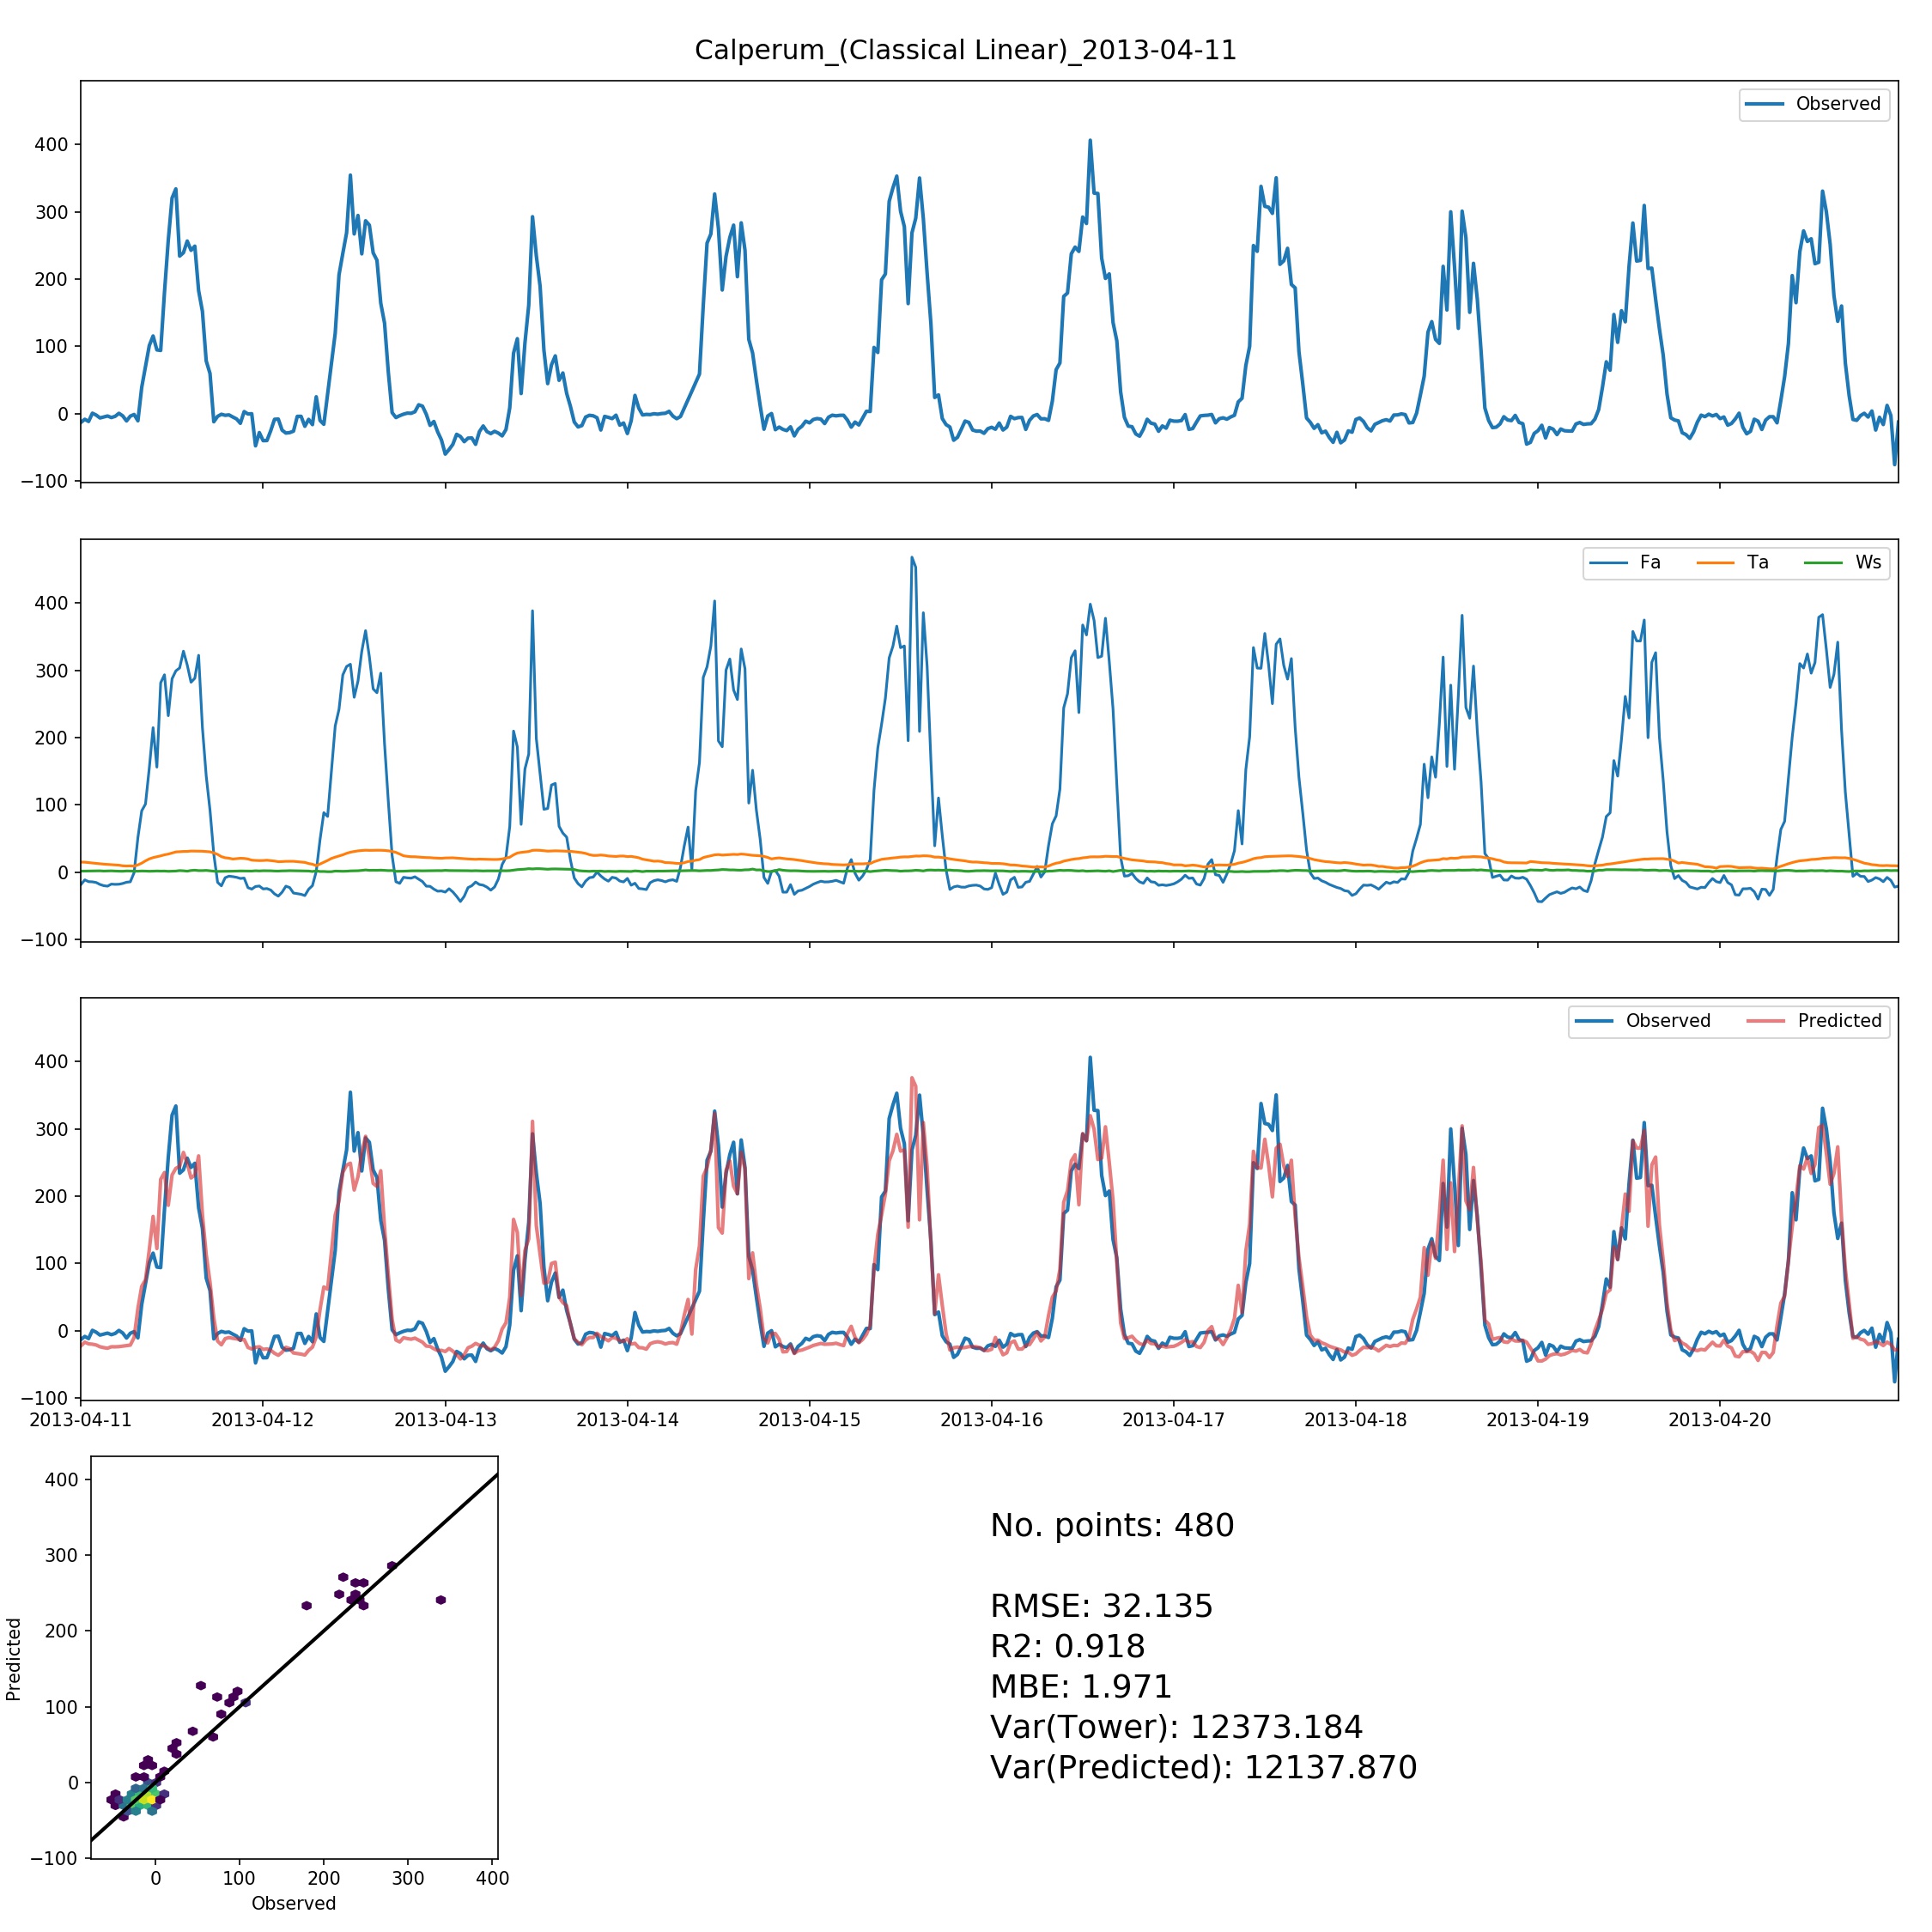 Calperum_(Classical Linear)_2013-04-11
Observed
400
300
200
100
0
−100
Fa Ta Ws
400
300
200
100
0
−100
Observed Predicted
400
300
200
100
0
−100
2013-04-11 2013-04-12 2013-04-13 2013-04-14 2013-04-15 2013-04-16 2013-04-17 2013-04-18 2013-04-19 2013-04-20
400
300
200
100
0
−100
Predicted
0 100 200 300 400
Observed
No. points: 480
RMSE: 32.135
R2: 0.918
MBE: 1.971
Var(Tower): 12373.184
Var(Predicted): 12137.870